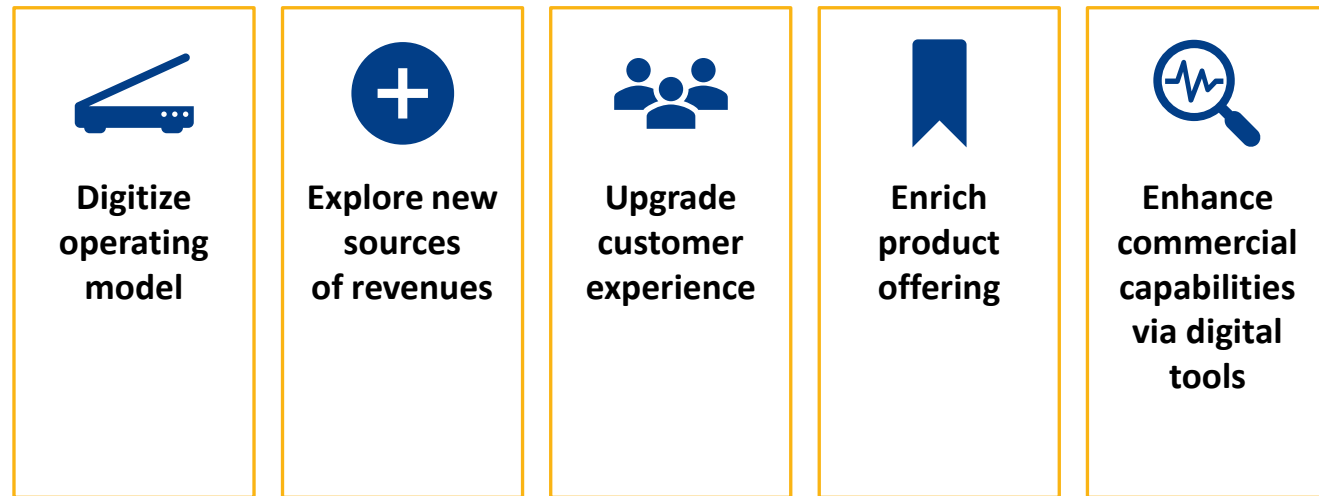 Digitize
operating
model
Explore new
sources
of revenues
Upgrade
customer
experience
Enrich
product
offering
Enhance
commercial
capabilities
via digital
tools